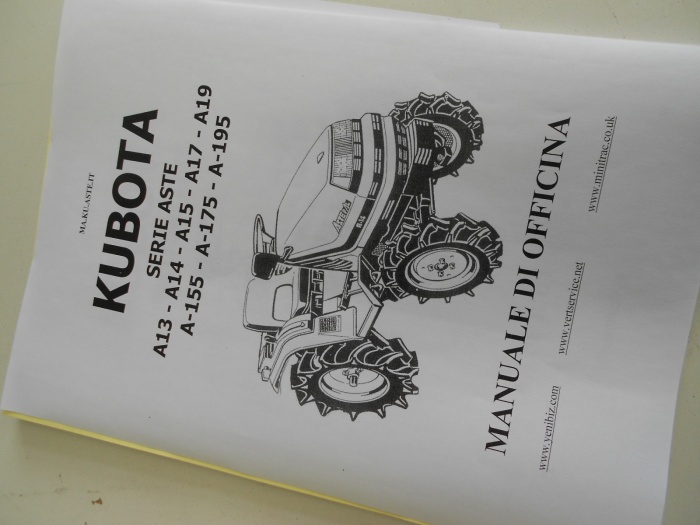 MA.KU.ASTE.IT
KUBOTA
SERIE ASTE
A13 - A14 - A15 - A17 - A19
A-155 - A-175 - A-195
MANUALE DI OFFICINA
www.yenibiz.com
www.vertservice.net
www.minitrac.co.uk